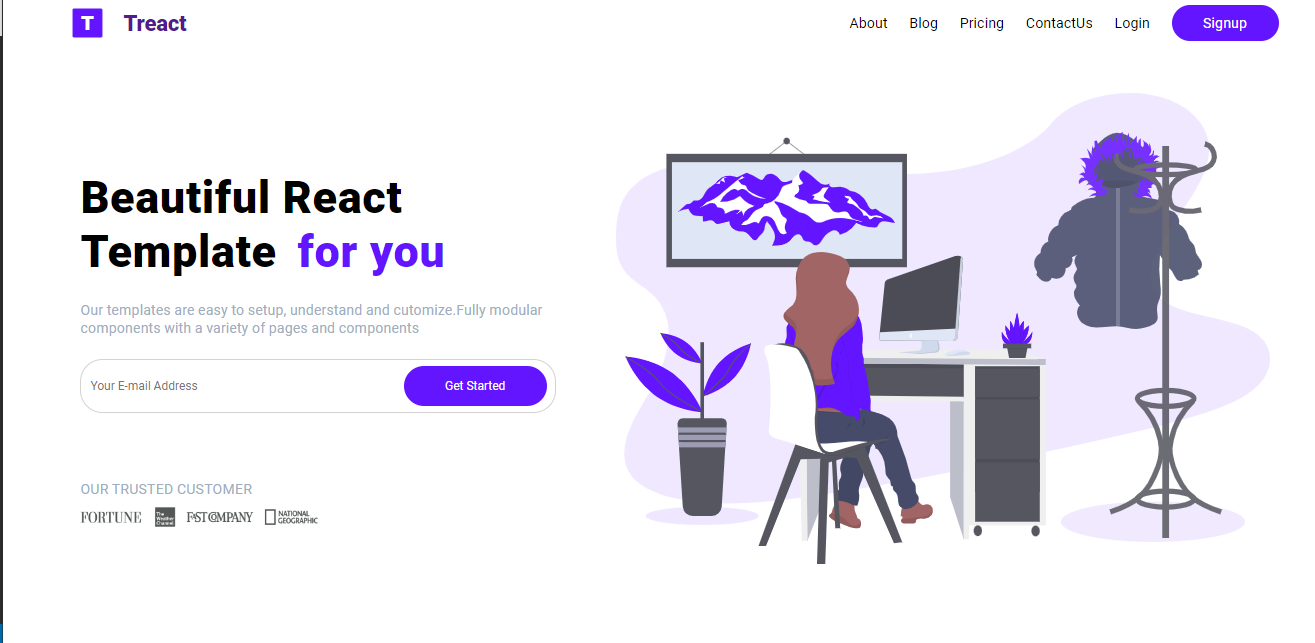 T Treact About Blog Pricing ContactUs Login Signup
Beautiful React
Template for you
Our templates are easy to setup, understand and cutomize.Fully modular
components with a variety of pages and components
Your E-mail Address Get Started
OUR TRUSTED CUSTOMER
FORTUNE The Weather Channel FAST COMPANY NATIONAL GEOGRAPHIC